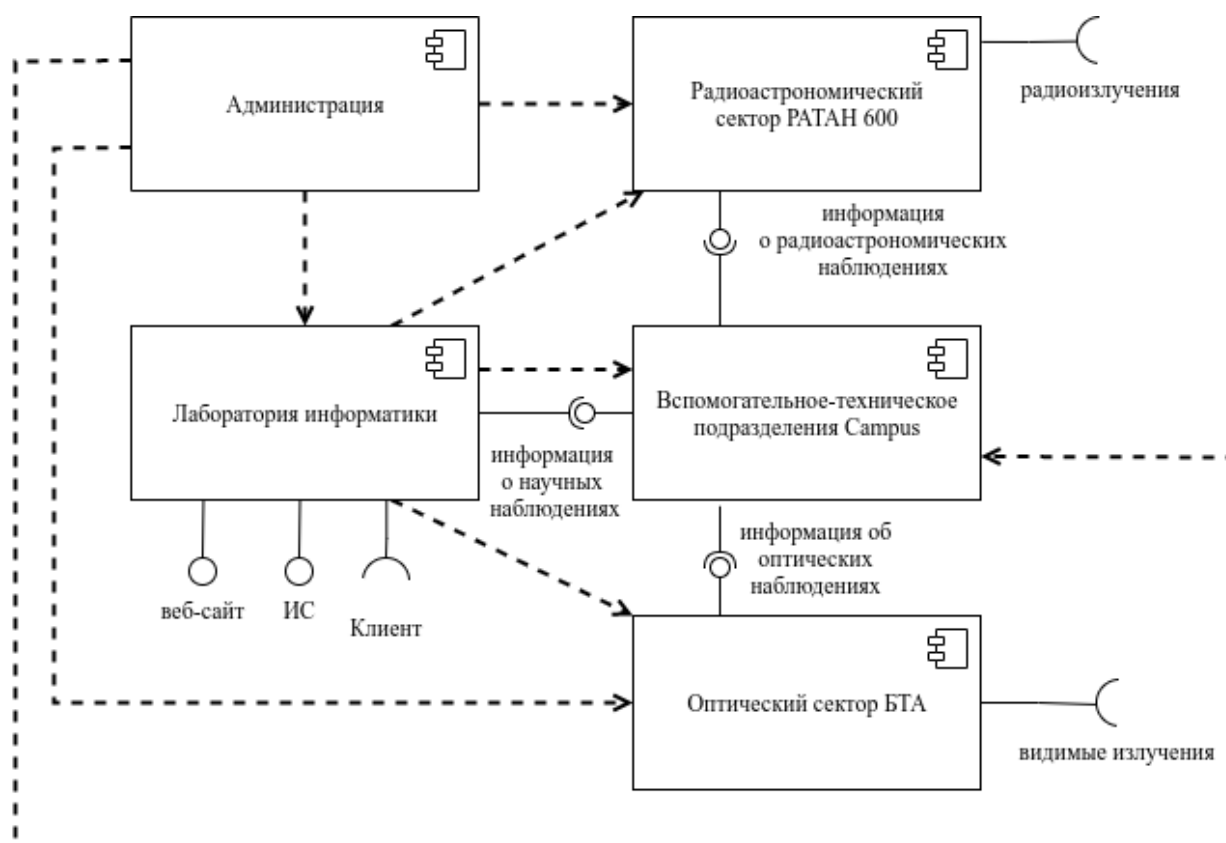 Администрация
Радиоастрономический
сектор РАТАН 600
радиоизлучения
информация
о радиоастрономических
наблюдениях
Лаборатория информатики
Вспомогательное-техническое
подразделения Campus
информация
о научных
наблюдениях
информация об
оптических
наблюдениях
веб-сайт
ИС
Клиент
Оптический сектор БТА
видимые излучения